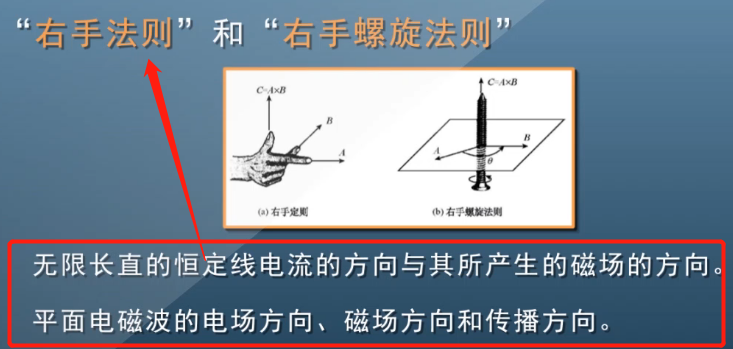 “右手法则”和“右手螺旋法则”
C=A×B
B
A
(a) 右手定则
C=A×B
A
B
θ
(b) 右手螺旋法则
无限长直的恒定线电流的方向与其所产生的磁场的方向。
平面电磁波的电场方向、磁场方向和传播方向。